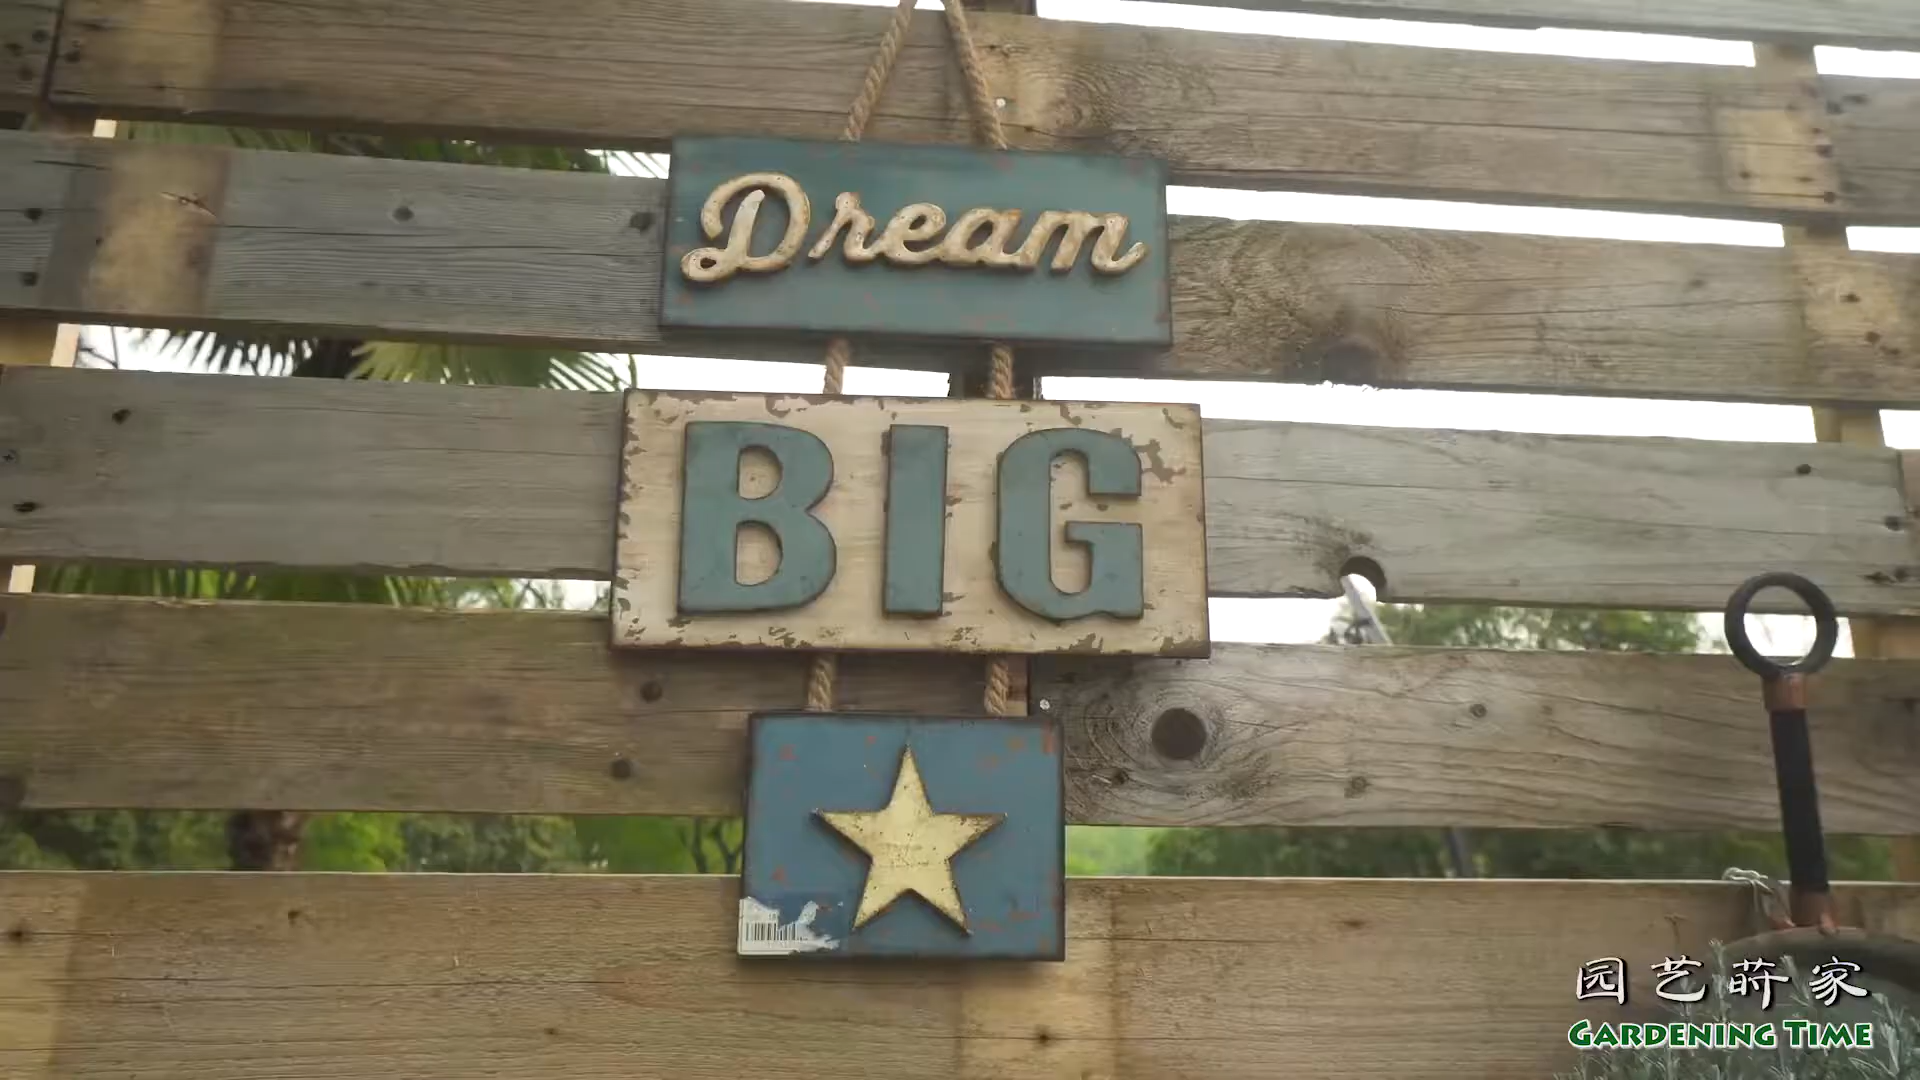 Dream
BIG
园艺莳家
GARDENING TIME